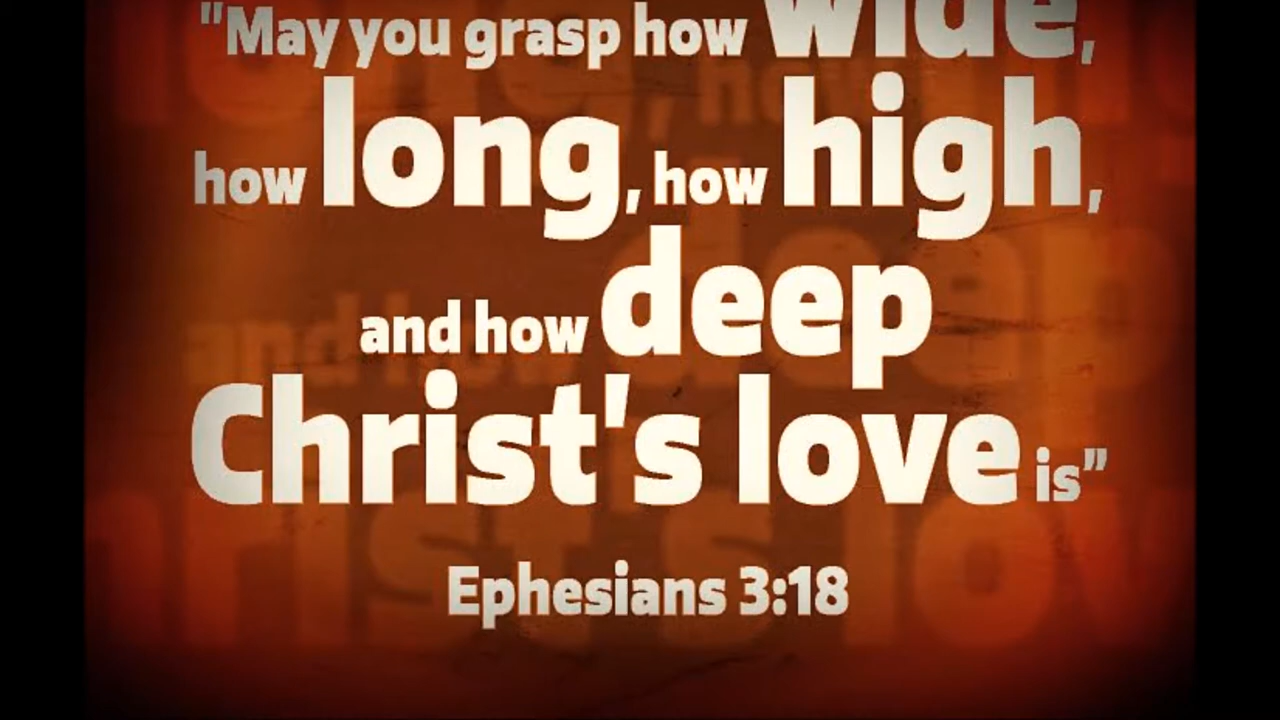 "May you grasp how wide,
how long, how high,
and how deep
Christ's love is”
Ephesians 3:18